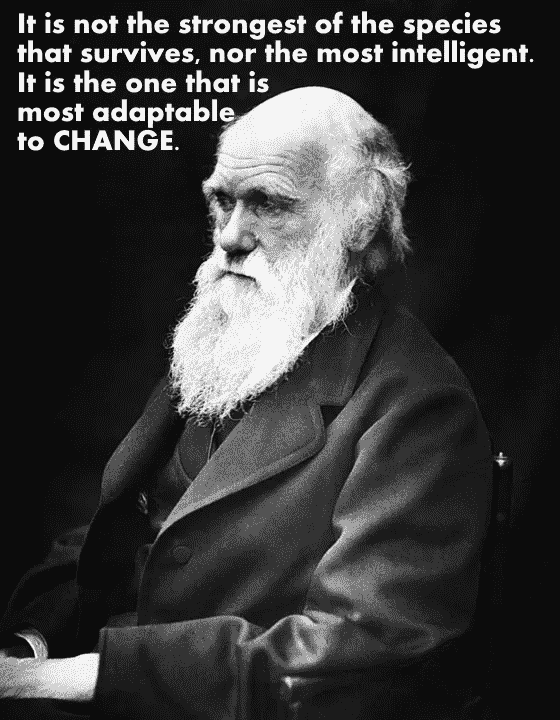 It is not the strongest of the species
that survives, nor the most intelligent.
It is the one that is
most adaptable
to CHANGE.